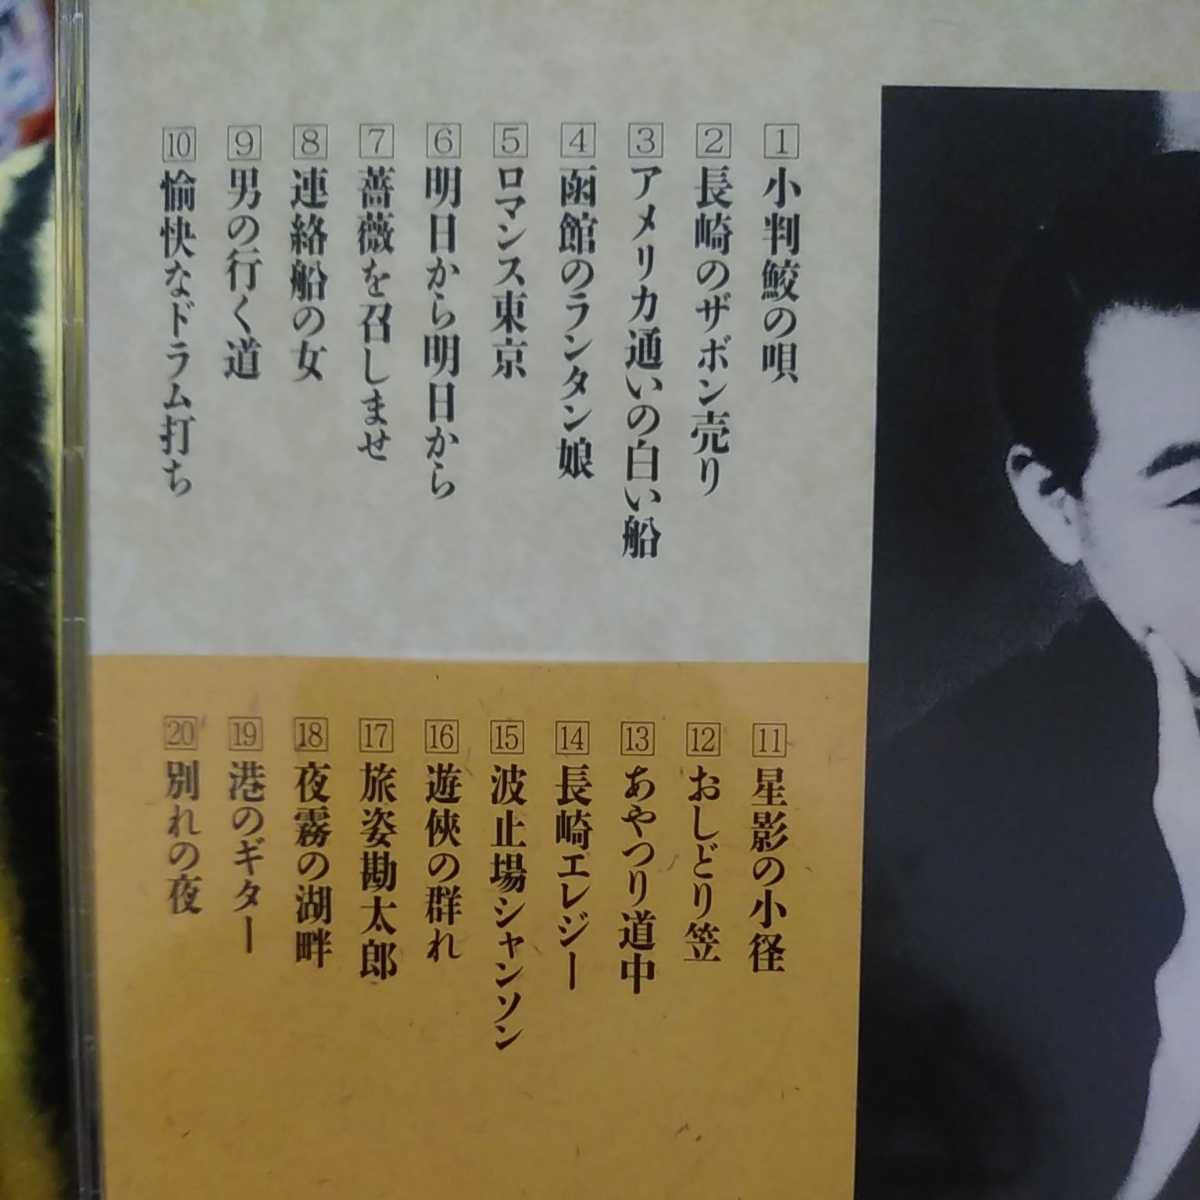 1 小判鮫の唄
2 長崎のザボン売り
3 アメリカ通いの白い船
4 函館のランタン娘
5 ロマンス東京
6 明日から明日から
7 薔薇を召しませ
8 連絡船の女
9 男の行く道
10 愉快なドラム打ち
11 星影の小径
12 おしどり笠
13 あやつり道中
14 長崎エレジー
15 波止場シャンソン
16 遊侠の群れ
17 旅姿勘太郎
18 夜霧の湖畔
19 港のギター
20 別れの夜